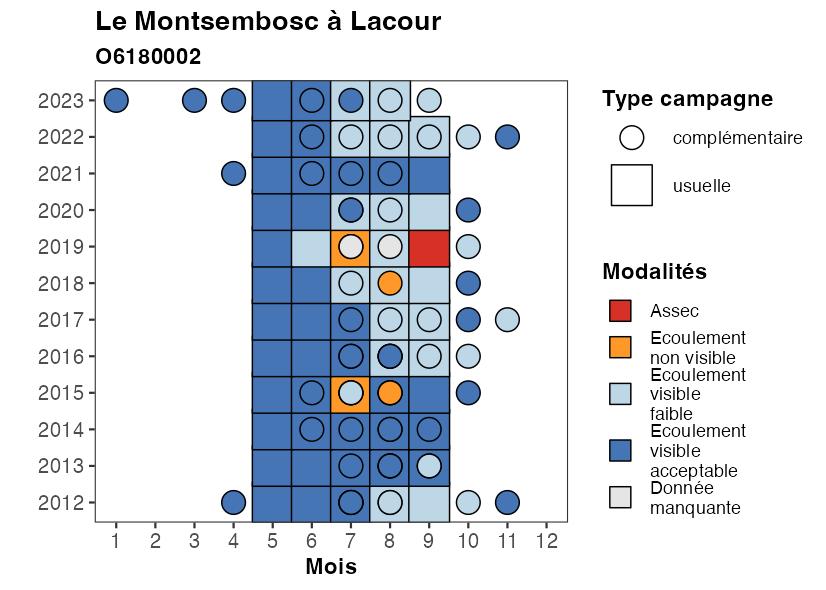 Le Montsembosc à Lacour
O6180002
2023
2022
2021
2020
2019
2018
2017
2016
2015
2014
2013
2012
1 2 3 4 5 6 7 8 9 10 11 12
Mois
Type campagne
complémentaire
usuelle
Modalités
Assec
Ecoulement
non visible
Ecoulement
visible
faible
Ecoulement
visible
acceptable
Donnée
manquante